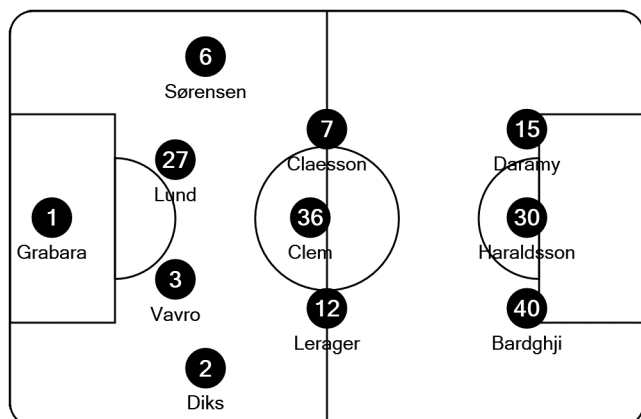 6
Sørensen
7
Claesson
15
Daramy
27
Lund
1
Grabara
36
Clem
30
Haraldsson
3
Vavro
12
Lerager
40
Bardghji
2
Diks